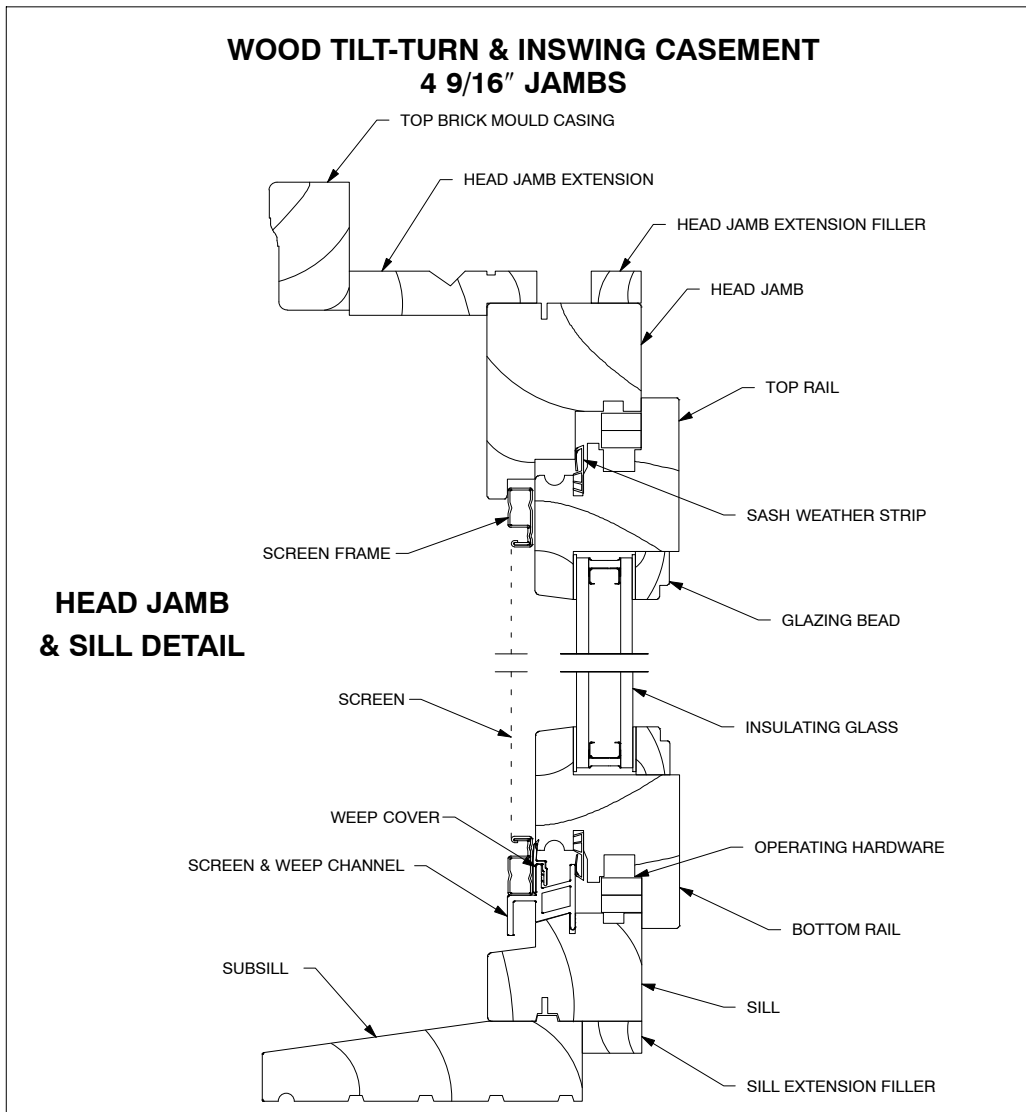 WOOD TILT-TURN & INSWING CASEMENT
4 9/16″ JAMBS
TOP BRICK MOULD CASING
HEAD JAMB EXTENSION
HEAD JAMB EXTENSION FILLER
HEAD JAMB
TOP RAIL
SASH WEATHER STRIP
SCREEN FRAME
HEAD JAMB
& SILL DETAIL
GLAZING BEAD
SCREEN
INSULATING GLASS
WEEP COVER
OPERATING HARDWARE
SCREEN & WEEP CHANNEL
BOTTOM RAIL
SUBSILL
SILL
SILL EXTENSION FILLER